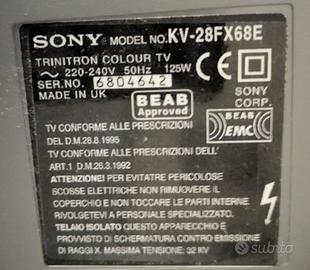 SONY MODEL NO. KV-28FX68E
TRINITRON COLOUR TV
~ 220-240V 50Hz 125W
SER.NO. 6804642
MADE IN UK
BEAB
Approved
SONY
CORP.
BEAB
EMC
TV CONFORME ALLE PRESCRIZIONI
DEL D.M.28.8.1995
TV CONFORME ALLE PRESCRIZIONI DELL'
ART.1 D.M.26.3.1992
ATTENZIONE! PER EVITARE PERICOLOSE
SCOSSE ELETTRICHE NON RIMUOVERE IL
COPERCHIO E NON TOCCARE LE PARTI INTERNE.
RIVOLGETEVI A PERSONALE SPECIALIZZATO.
TELAIO ISOLATO QUESTO APPARECCHIO E
PROVVISTO DI SCHERMATURA CONTRO EMISSIONE
DI RAGGI X. MASSIMA TENSIONE: 32 KV
subito